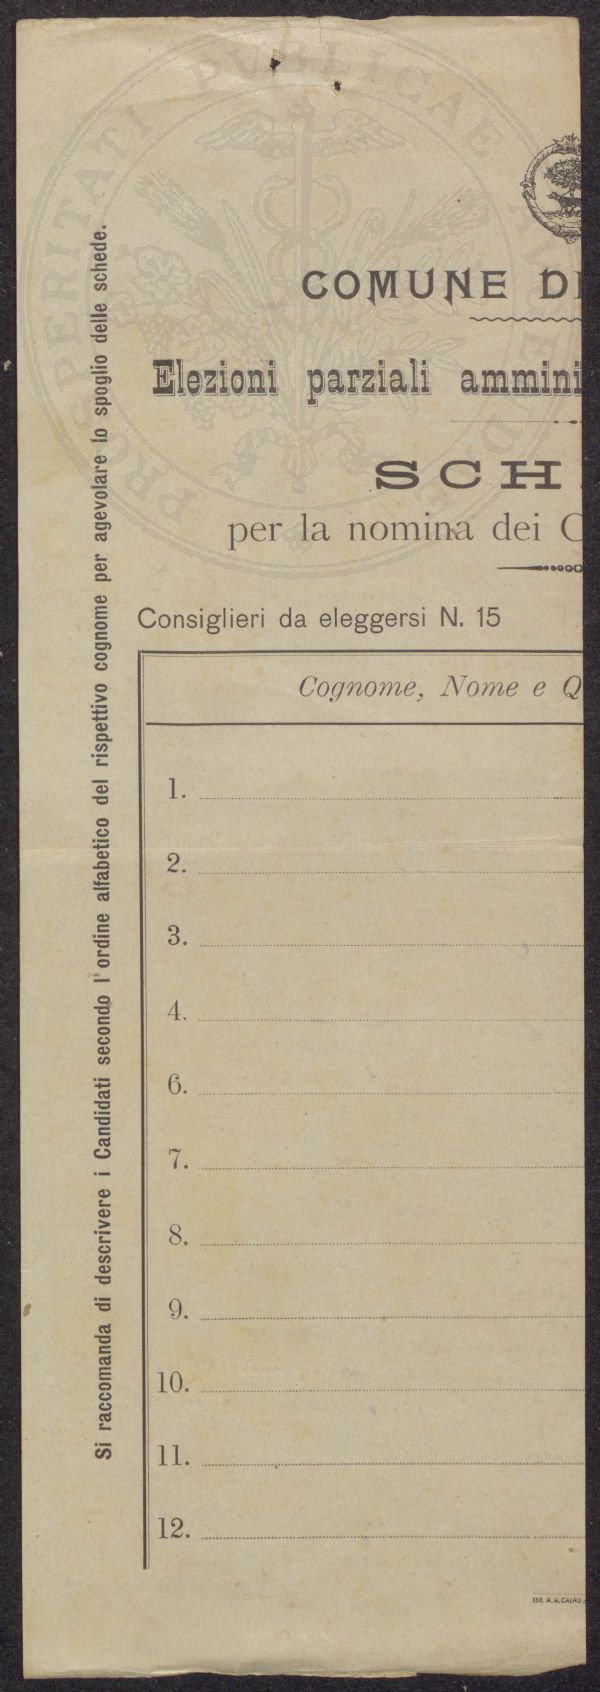 PROSPERITATI PUBLICAE
COMUNE DI
Elezioni parziali ammini
SCH
per la nomina dei C
Consiglieri da eleggersi N. 15
Cognome, Nome e Q
1.
2.
3.
4.
6.
7.
8.
9.
10.
11.
12.
Si raccomanda di descrivere i Candidati secondo l'ordine alfabetico del rispettivo cognome per agevolare lo spoglio delle schede.